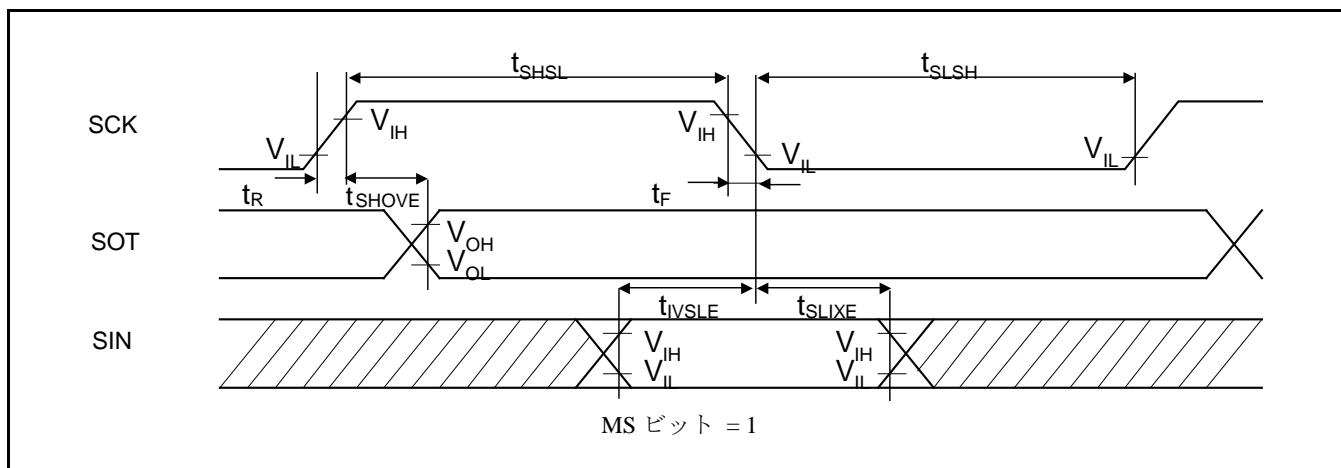 tSHSL
tSLSH
SCK
VIH
VIH
VIL
VIL
VIL
tR
tSHOVE
tF
SOT
VOH
VOL
tIVSLE
tSLIXE
SIN
VIH
VIH
VIL
VIL
MS ビット = 1